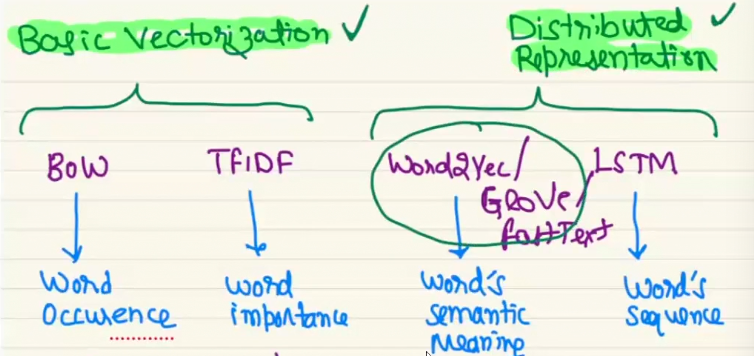 Basic Vectorization ✓
Distributed ✓
Representation
BOW
TFIDF
Word2Vec/
GloVe/
fastText
LSTM
Word
Occurence
word
importance
Word's
semantic
Meaning
Word's
sequence